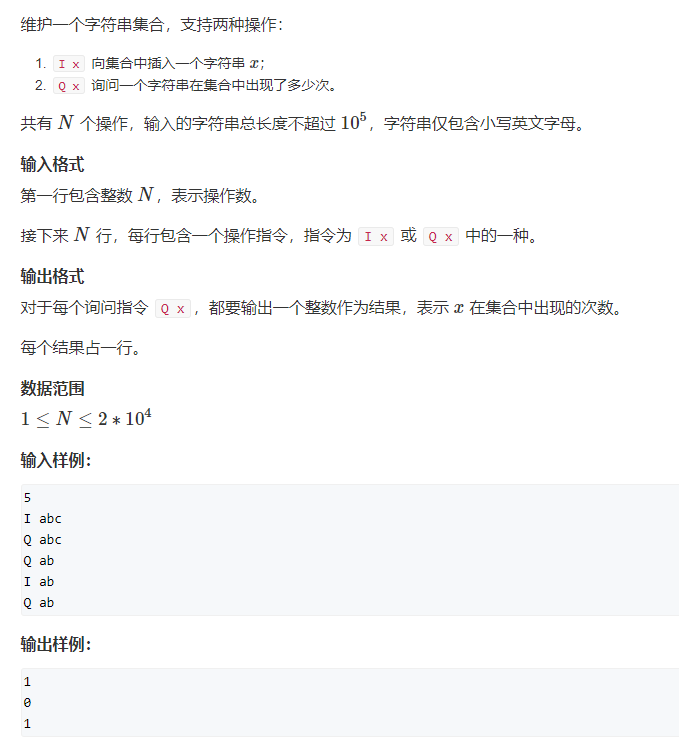 维护一个字符串集合，支持两种操作：
1. I x 向集合中插入一个字符串 x；
2. Q x 询问一个字符串在集合中出现了多少次。
共有 N 个操作，输入的字符串总长度不超过 10⁵，字符串仅包含小写英文字母。
输入格式
第一行包含整数 N，表示操作数。
接下来 N 行，每行包含一个操作指令，指令为 I x 或 Q x 中的一种。
输出格式
对于每个询问指令 Q x，都要输出一个整数作为结果，表示 x 在集合中出现的次数。
每个结果占一行。
数据范围
1 ≤ N ≤ 2 * 10⁴
输入样例：
5
I abc
Q abc
Q ab
I ab
Q ab
输出样例：
1
0
1